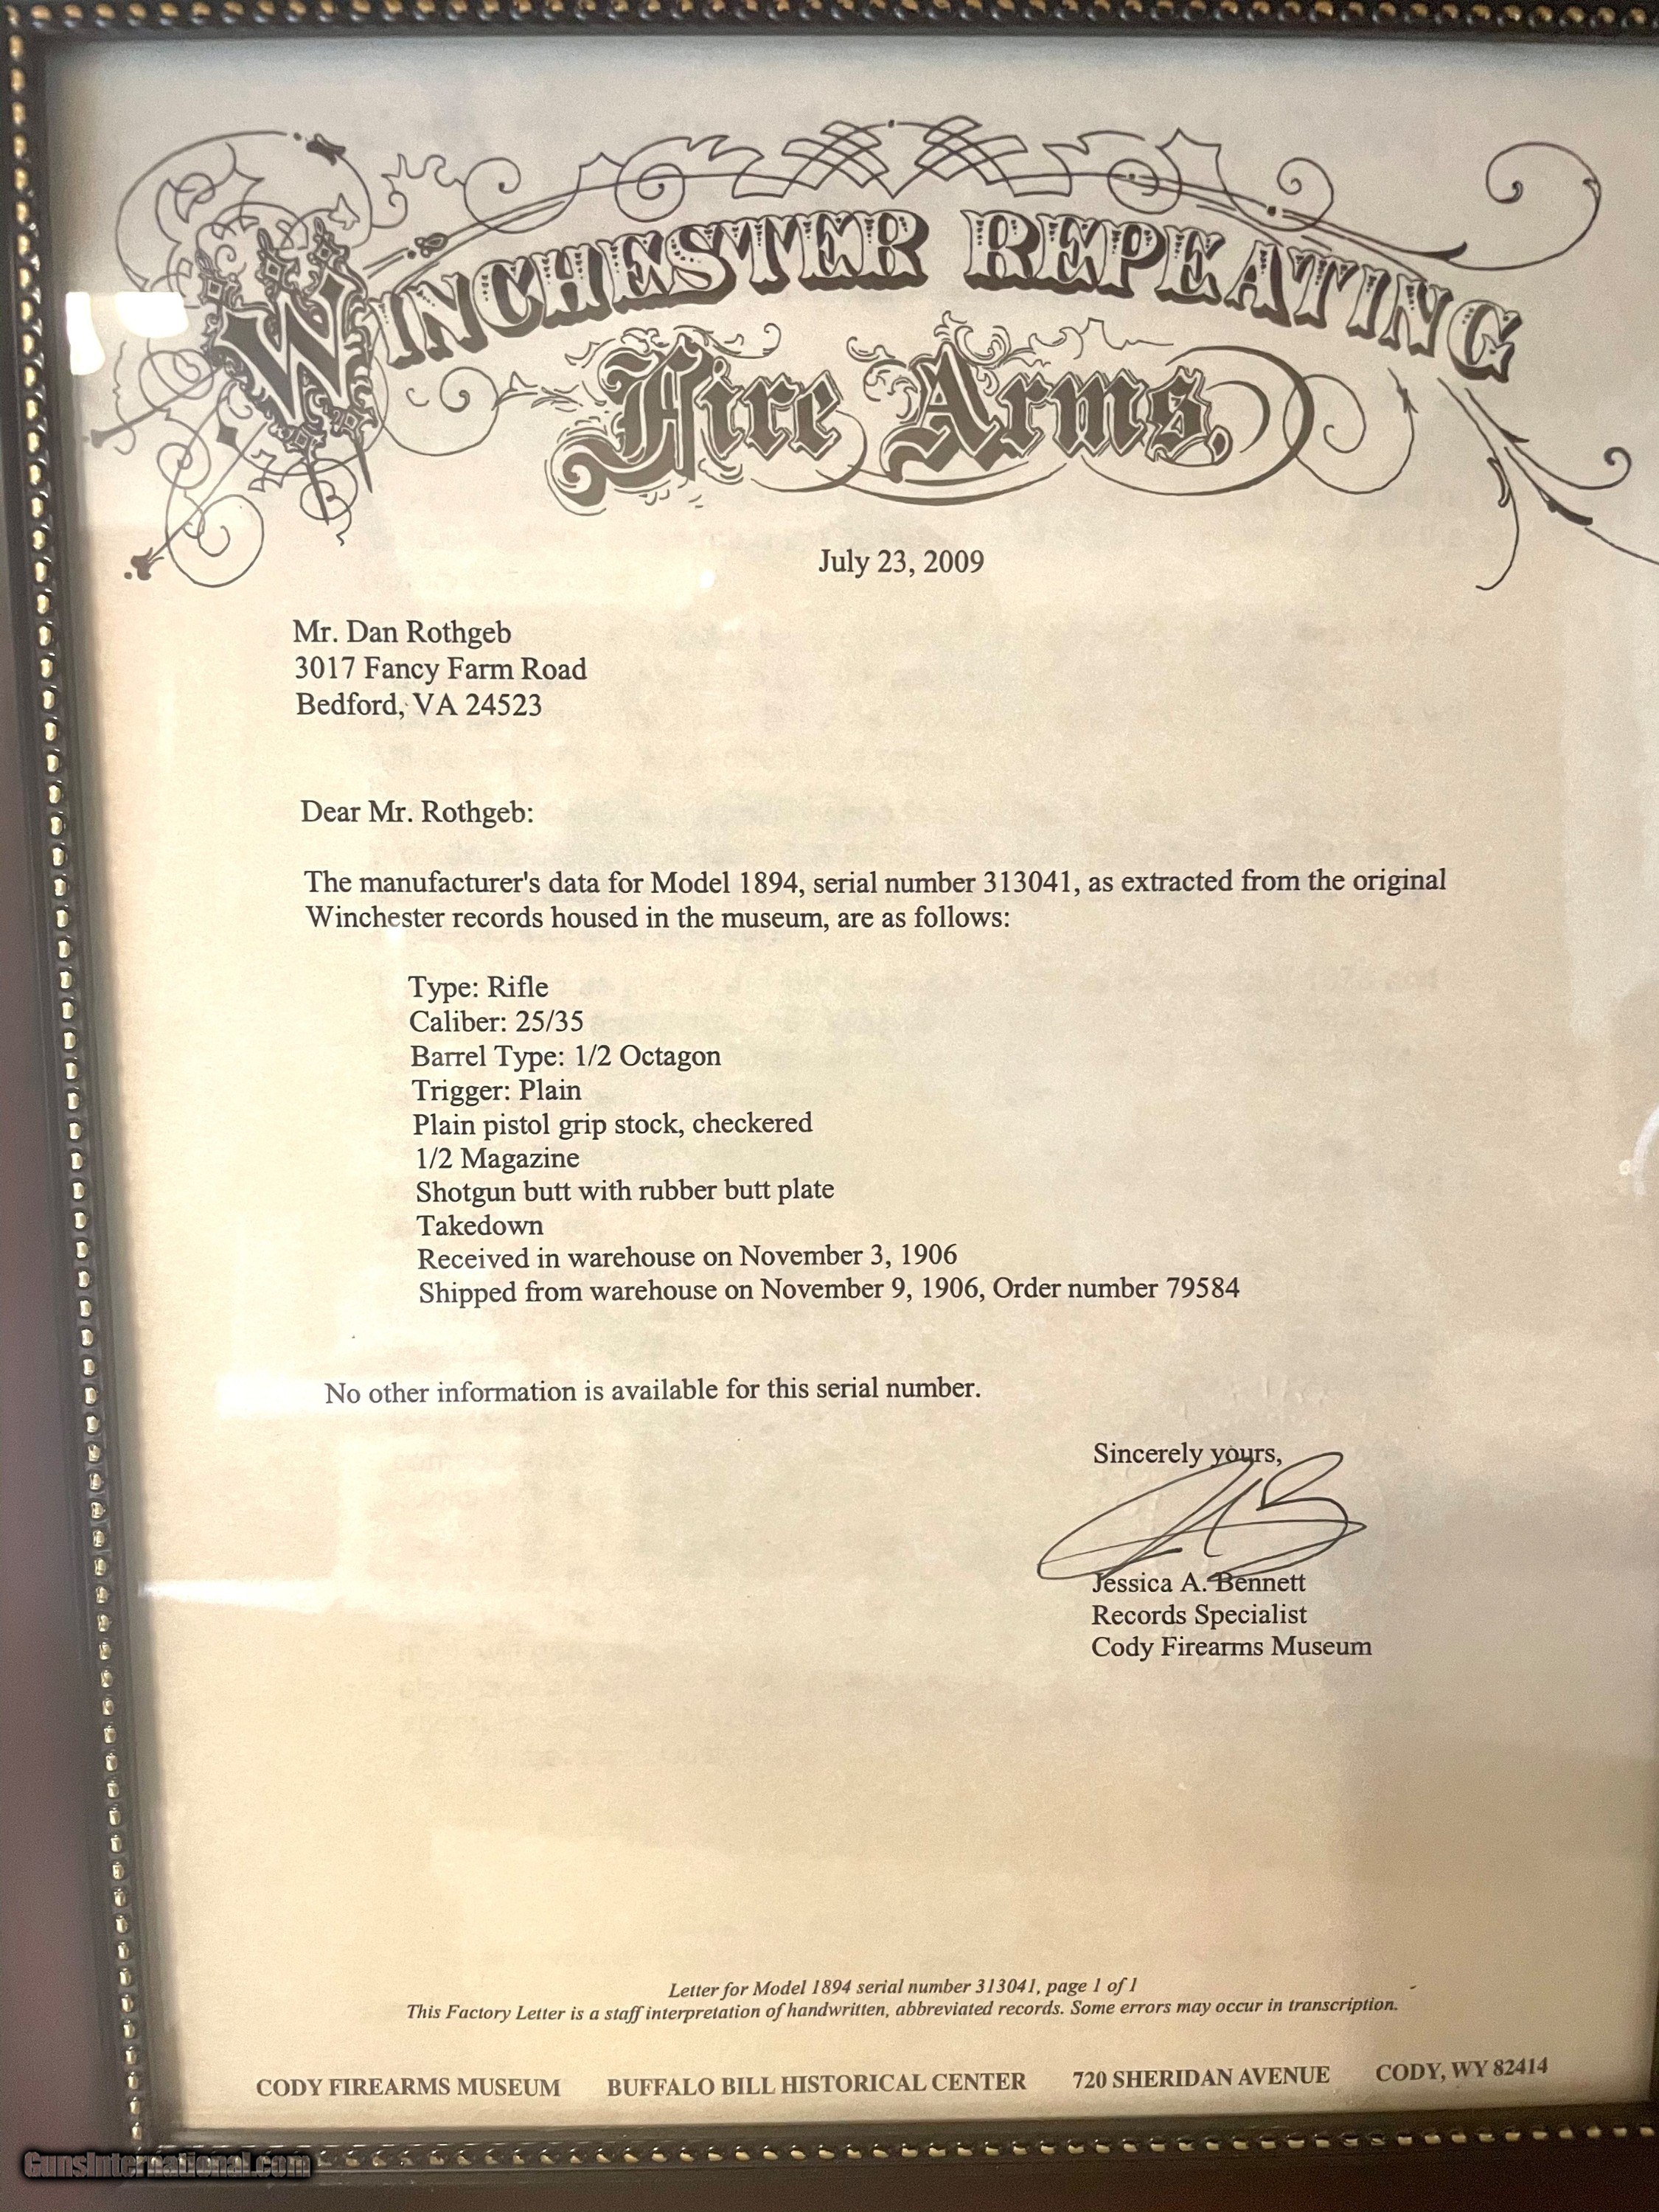 WINCHESTER REPEATING
Fire Arms.
July 23, 2009
Mr. Dan Rothgeb
3017 Fancy Farm Road
Bedford, VA 24523
Dear Mr. Rothgeb:
The manufacturer's data for Model 1894, serial number 313041, as extracted from the original
Winchester records housed in the museum, are as follows:
Type: Rifle
Caliber: 25/35
Barrel Type: 1/2 Octagon
Trigger: Plain
Plain pistol grip stock, checkered
1/2 Magazine
Shotgun butt with rubber butt plate
Takedown
Received in warehouse on November 3, 1906
Shipped from warehouse on November 9, 1906, Order number 79584
No other information is available for this serial number.
Sincerely yours,
Jessica A. Bennett
Records Specialist
Cody Firearms Museum
Letter for Model 1894 serial number 313041, page 1 of 1
This Factory Letter is a staff interpretation of handwritten, abbreviated records. Some errors may occur in transcription.
CODY FIREARMS MUSEUM BUFFALO BILL HISTORICAL CENTER 720 SHERIDAN AVENUE CODY, WY 82414
GunsInternational.com